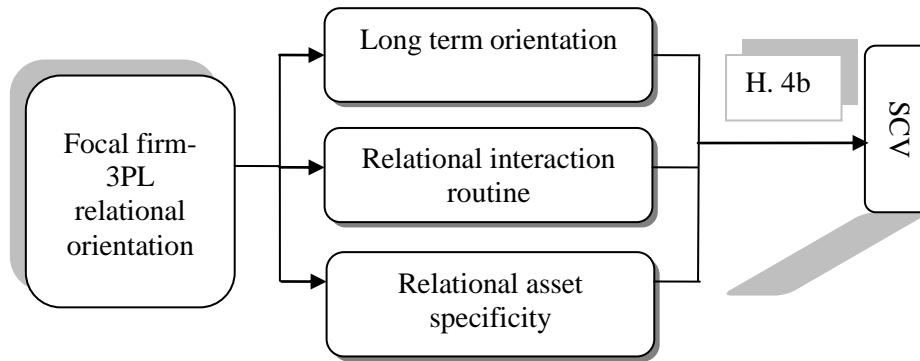 Long term orientation
H. 4b
SCV
Focal firm-
3PL
relational
orientation
Relational interaction
routine
Relational asset
specificity